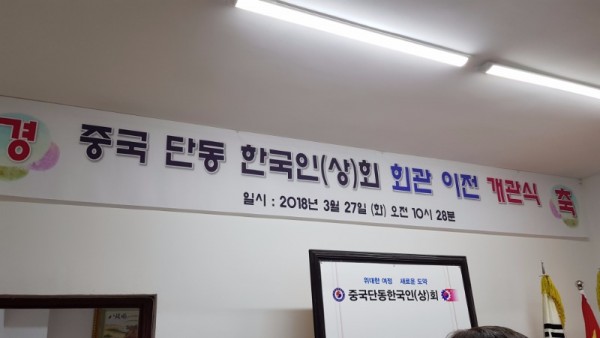 경 중국 단동 한국인(상)회 회관 이전 개관식 축
일시 : 2018년 3월 27일 (화) 오전 10시 28분
위대한 여정 새로운 도약
중국단동한국인(상)회